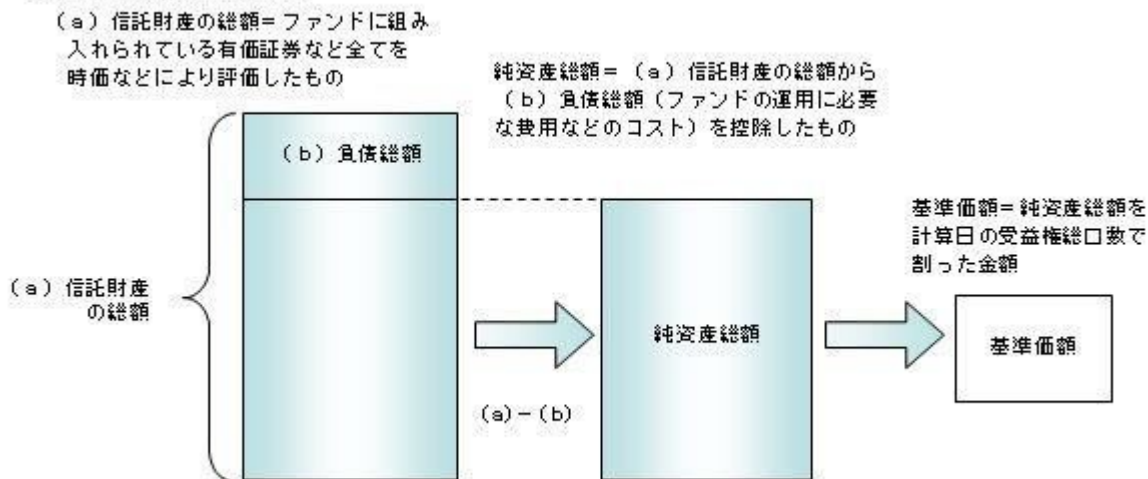 (a) 信託財産の総額=ファンドに組み
入れられている有価証券など全てを
時価などにより評価したもの
純資産総額= (a) 信託財産の総額から
(b) 負債総額(ファンドの運用に必要
な費用などのコスト)を控除したもの
(b) 負債総額
基準価額=純資産総額を
計算日の受益権総口数で
割った金額
(a) 信託財産
の総額
純資産総額
基準価額
(a)-(b)